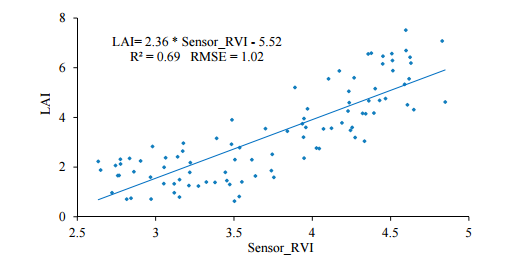 8
LAI= 2.36 * Sensor_RVI - 5.52
R² = 0.69 RMSE = 1.02
6
LAI
4
2
0
2.5 3 3.5 4 4.5 5
Sensor_RVI